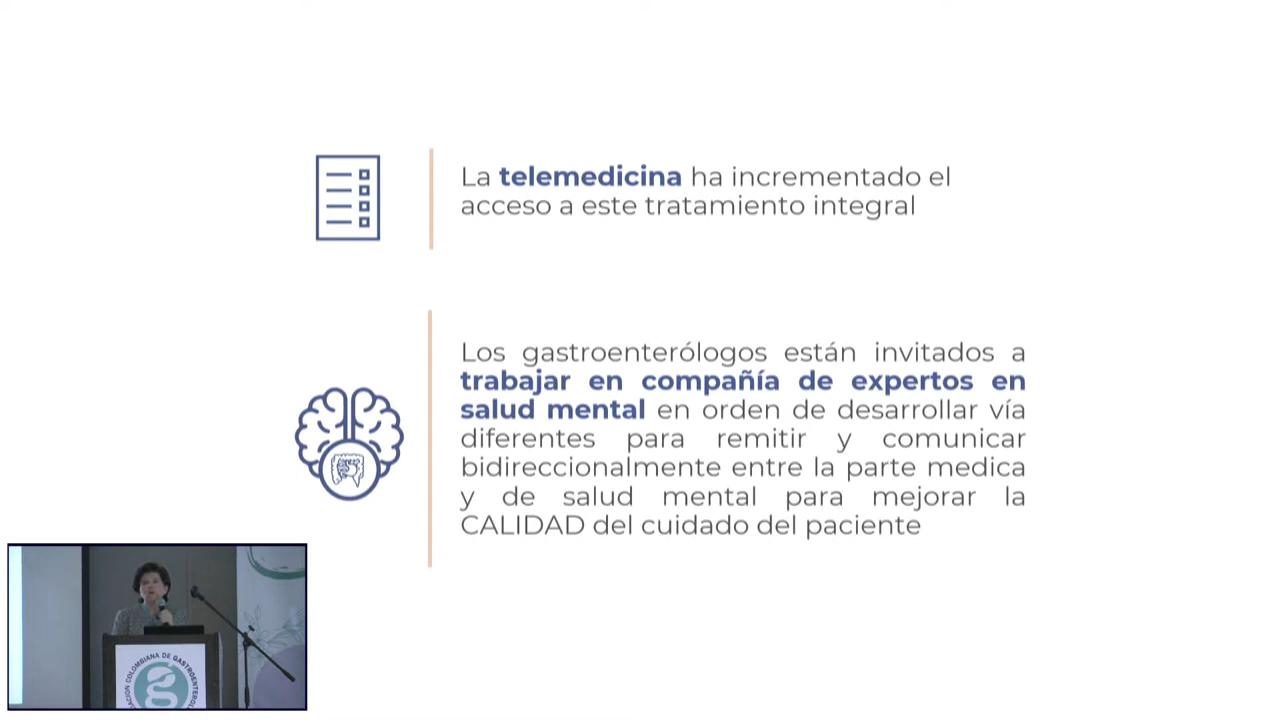 La telemedicina ha incrementado el
acceso a este tratamiento integral
Los gastroenterólogos están invitados a
trabajar en compañía de expertos en
salud mental en orden de desarrollar vía
diferentes para remitir y comunicar
bidireccionalmente entre la parte medica
y de salud mental para mejorar la
CALIDAD del cuidado del paciente
COLOMBIANA DE